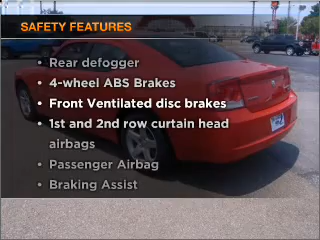 SAFETY FEATURES
• Rear defogger
• 4-wheel ABS Brakes
• Front Ventilated disc brakes
• 1st and 2nd row curtain head
airbags
• Passenger Airbag
• Braking Assist